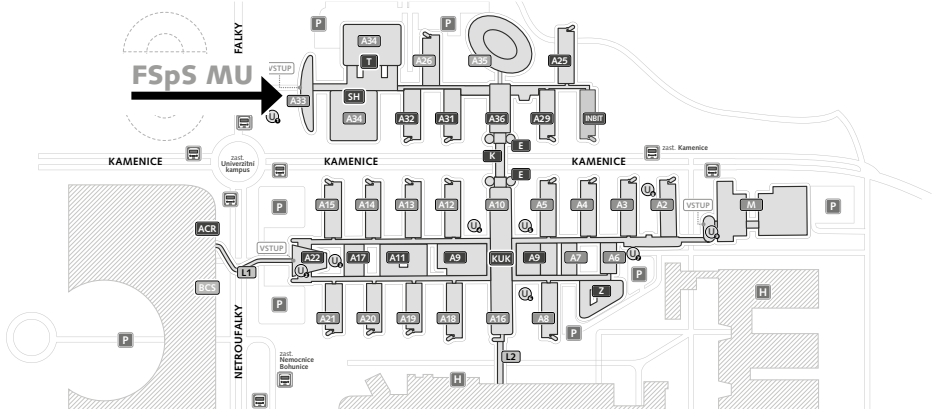 P
P
FALKY
A34
A26
A35
A25
T
FSpS MU
VSTUP
A33
SH
A34
A32
A31
A36
A29
INBIT
U
E
K
zast. Kamenice
KAMENICE
zast.
Univerzitní
kampus
KAMENICE
KAMENICE
E
P
A15
A14
A13
A12
A10
A5
A4
A3
U
A2
VSTUP
M
P
ACR
U
U
U
VSTUP
A22
U
U
A17
A11
A9
KUK
A9
A7
A6
U
L1
P
BCS
P
U
Z
H
NETROUFALKY
A21
A20
A19
A18
A16
A8
P
P
zast.
Nemocnice
Bohunice
L2
H